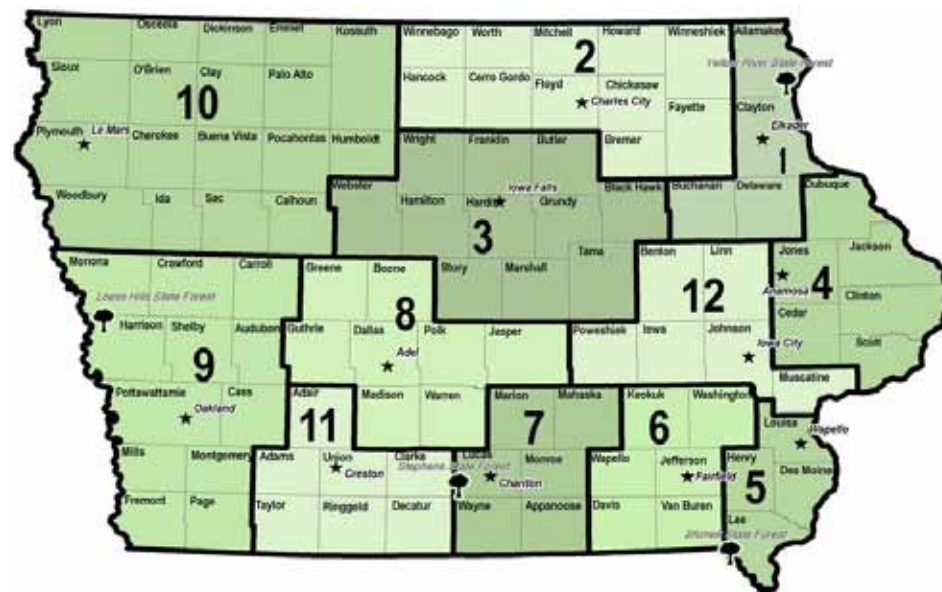 Lyon Osceola Dickinson Emmet Kossuth
Winnebago Worth Mitchell Howard Winneshiek Allamakee
2
Yellow River State Forest
Sioux O'Brien Clay Palo Alto
Hancock Cerro Gordo Floyd Chickasaw
10
Charles City
Fayette Clayton
Elkader
Plymouth Le Mars Cherokee Buena Vista Pocahontas Humboldt
Wright Franklin Butler Bremer
1
Woodbury Ida Sac Calhoun
Webster Hamilton Hardin Iowa Falls Grundy Black Hawk Buchanan Delaware Dubuque
3
Story Marshall Tama
Benton Linn Jones Jackson
Monona Crawford Carroll Greene Boone
Loess Hills State Forest
12
Anamosa
4
Clinton
Cedar
Harrison Shelby Audubon Guthrie Dallas Polk Jasper Poweshiek Iowa Johnson
8
Scott
9
Adel
Iowa City
Muscatine
Pottawattamie Cass Adair Madison Warren Marion Mahaska Keokuk Washington
Oakland
11
7
6
Louisa
Wapello
Mills Montgomery Adams Union Clarke Lucas Monroe Wapello Jefferson Henry Des Moine
Creston
Stephens State Forest
Chariton
Fairfield
5
Fremont Page Taylor Ringgold Decatur Wayne Appanoose Davis Van Buren Lee
Shimek State Forest